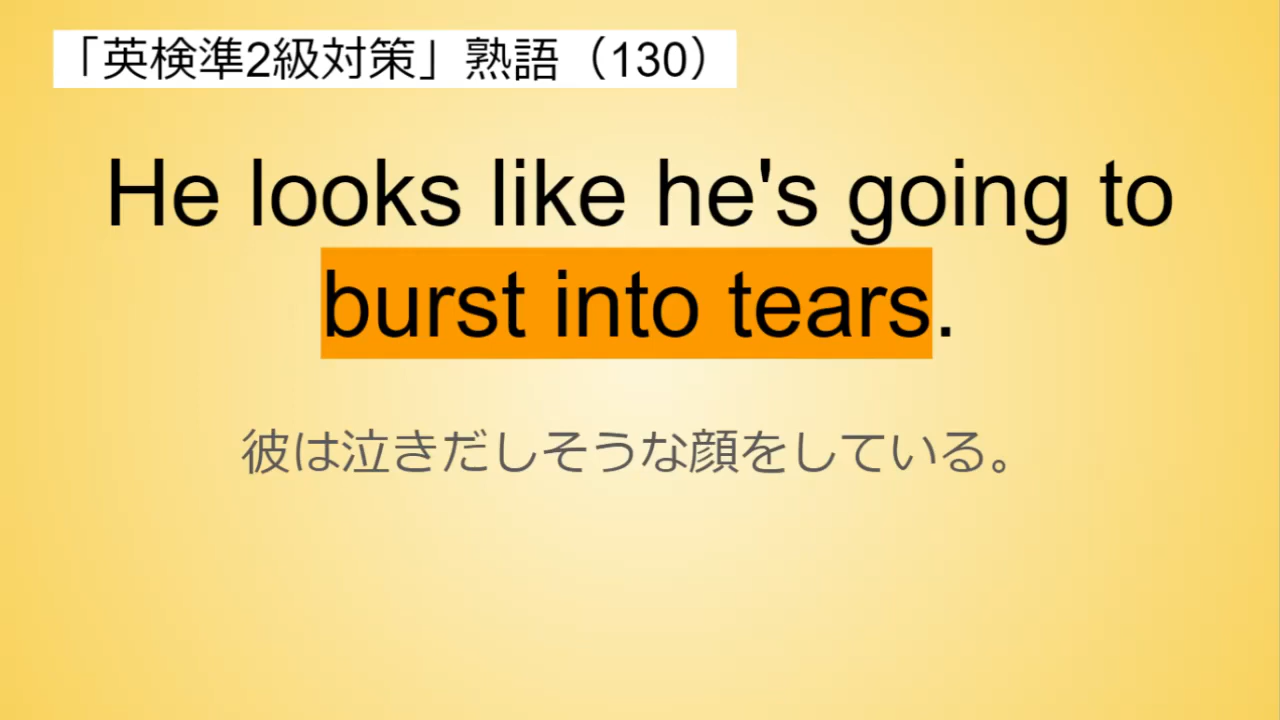 「英検準2級対策」熟語（130）
He looks like he's going to
burst into tears.
彼は泣きだしそうな顔をしている。